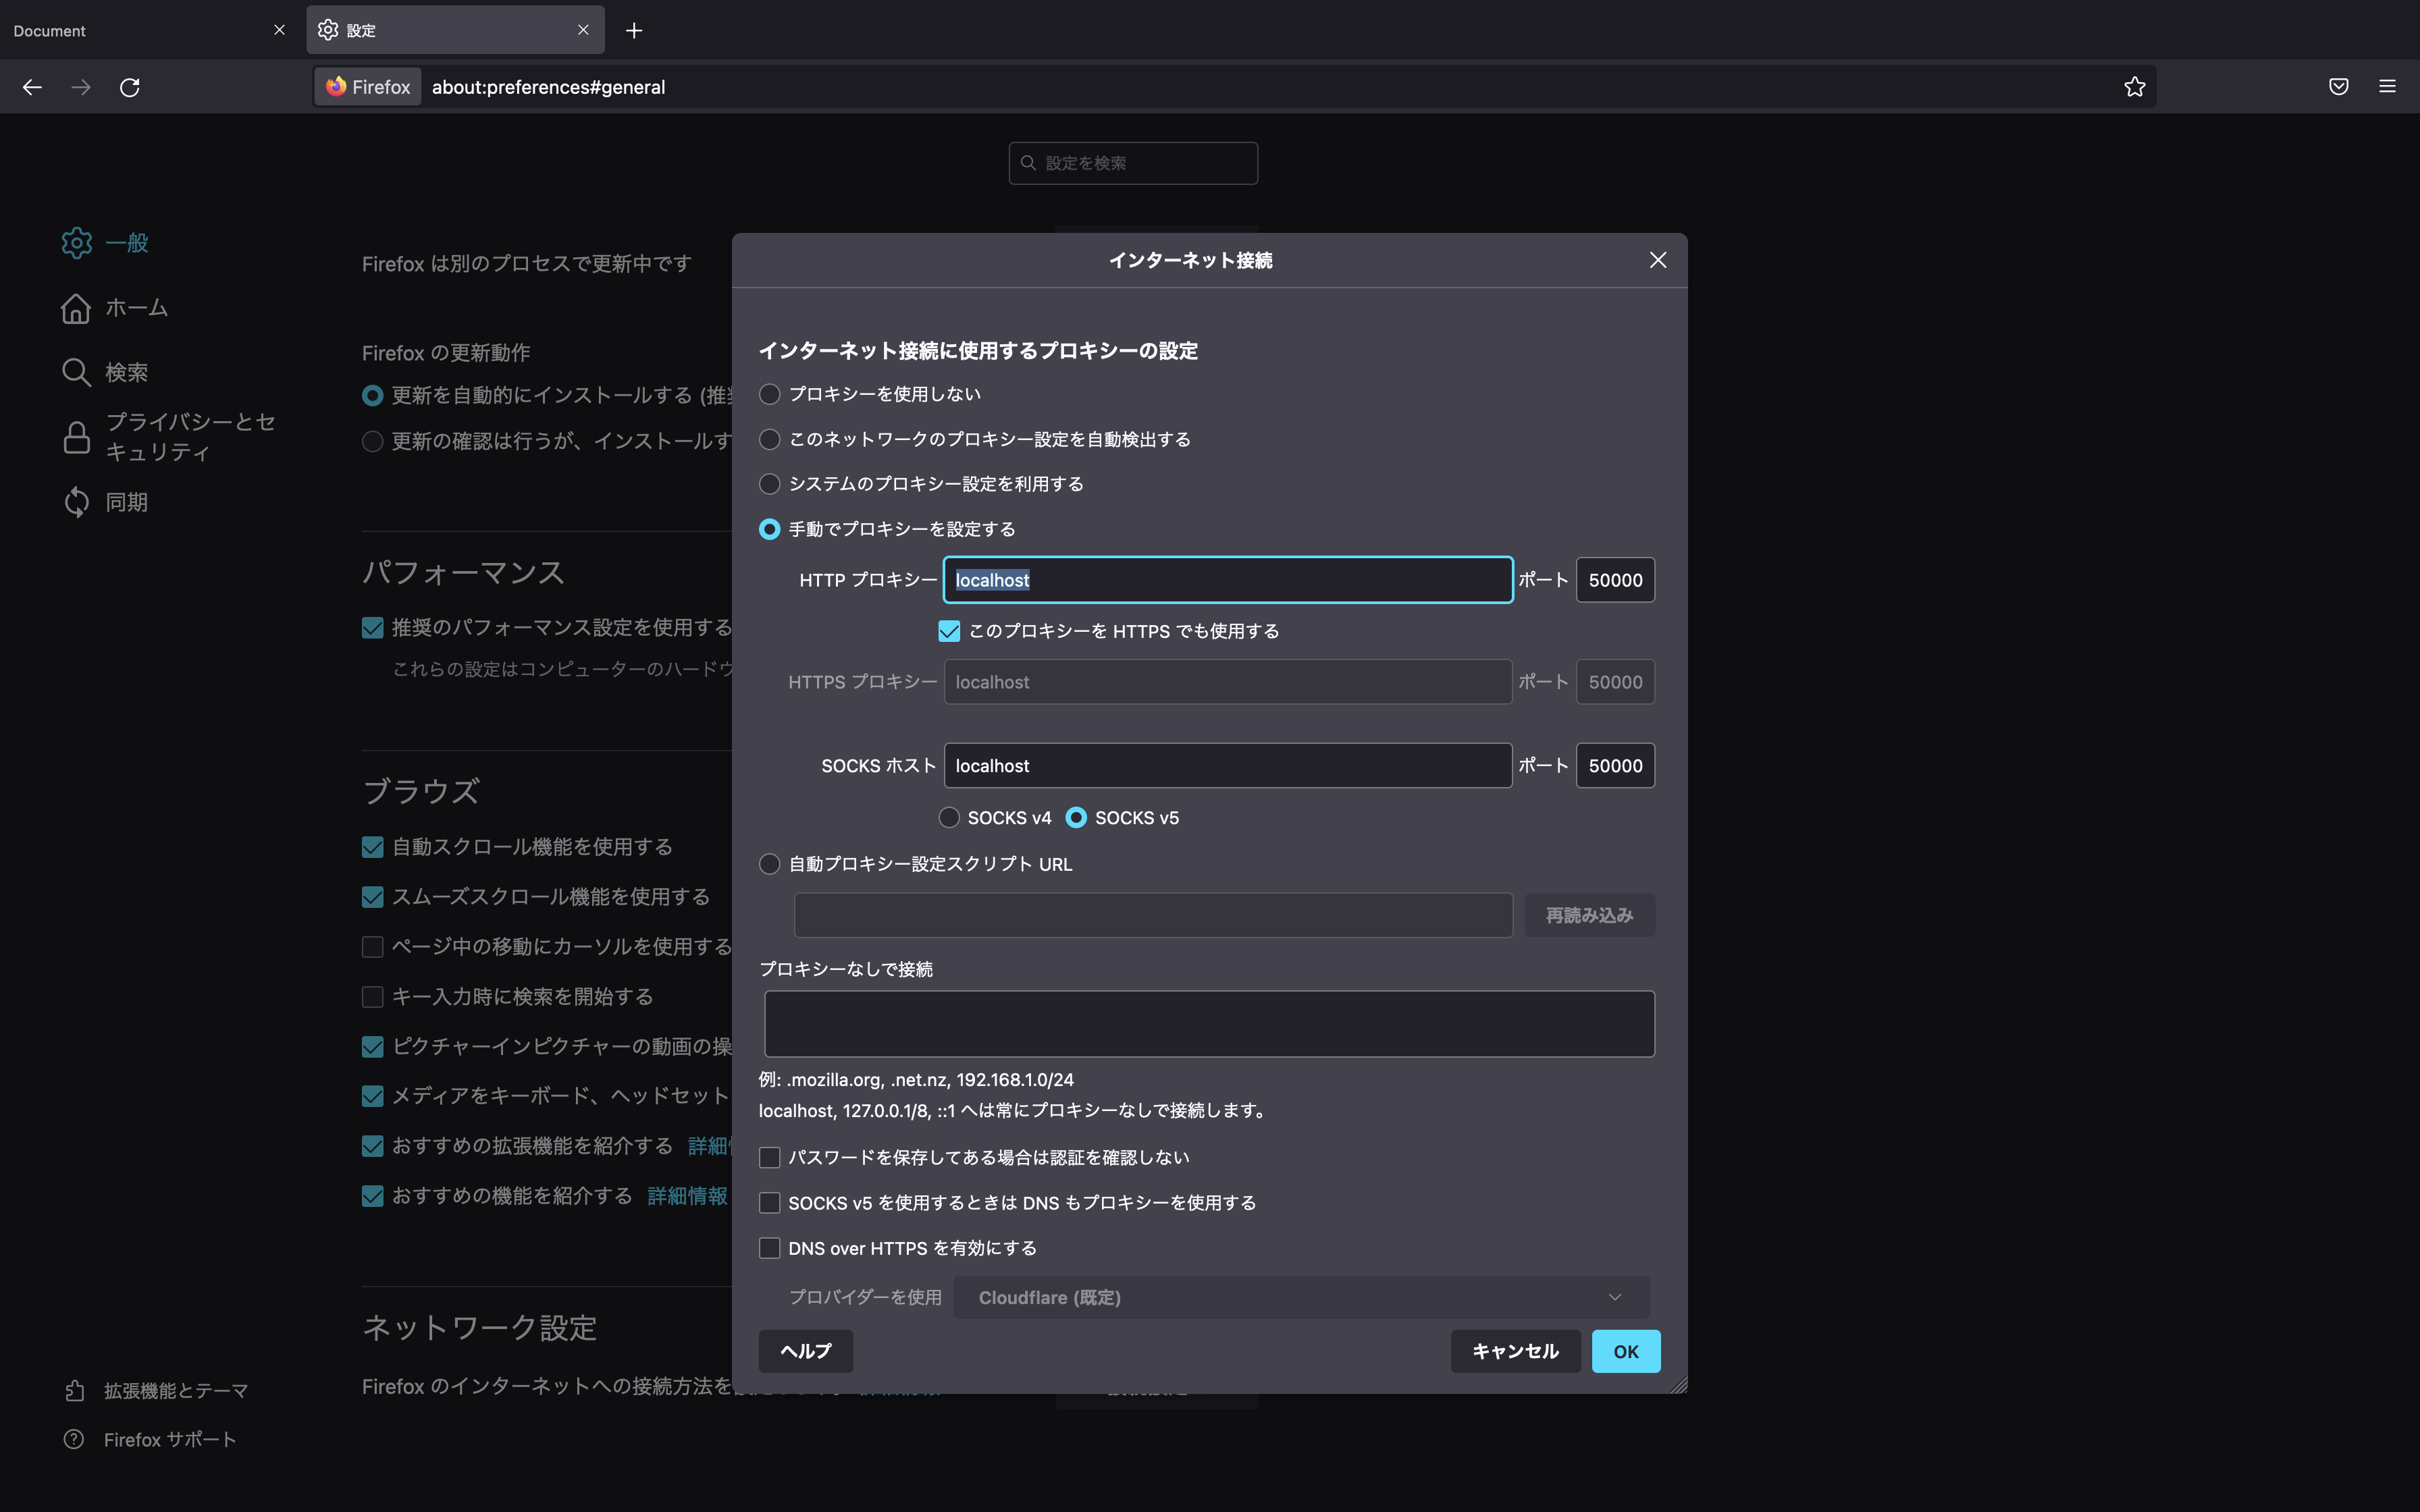 Document
設定
Firefox
about:preferences#general
設定を検索
一般
ホーム
検索
プライバシーとセ
キュリティ
同期
拡張機能とテーマ
Firefox サポート
Firefox は別のプロセスで更新中です
Firefox の更新動作
更新を自動的にインストールする (推奨
更新の確認は行うが、インストールす
パフォーマンス
推奨のパフォーマンス設定を使用する
これらの設定はコンピューターのハードウ
ブラウズ
自動スクロール機能を使用する
スムーズスクロール機能を使用する
ページ中の移動にカーソルを使用する
キー入力時に検索を開始する
ピクチャーインピクチャーの動画の操
メディアをキーボード、ヘッドセット
おすすめの拡張機能を紹介する 詳細
おすすめの機能を紹介する 詳細情報
ネットワーク設定
Firefox のインターネットへの接続方法を
インターネット接続
インターネット接続に使用するプロキシーの設定
プロキシーを使用しない
このネットワークのプロキシー設定を自動検出する
システムのプロキシー設定を利用する
手動でプロキシーを設定する
HTTP プロキシー localhost ポート 50000
このプロキシーを HTTPS でも使用する
HTTPS プロキシー localhost ポート 50000
SOCKS ホスト localhost ポート 50000
SOCKS v4 SOCKS v5
自動プロキシー設定スクリプト URL
再読み込み
プロキシーなしで接続
例: .mozilla.org, .net.nz, 192.168.1.0/24
localhost, 127.0.0.1/8, ::1 へは常にプロキシーなしで接続します。
パスワードを保存してある場合は認証を確認しない
SOCKS v5 を使用するときは DNS もプロキシーを使用する
DNS over HTTPS を有効にする
プロバイダーを使用 Cloudflare (既定)
ヘルプ キャンセル OK